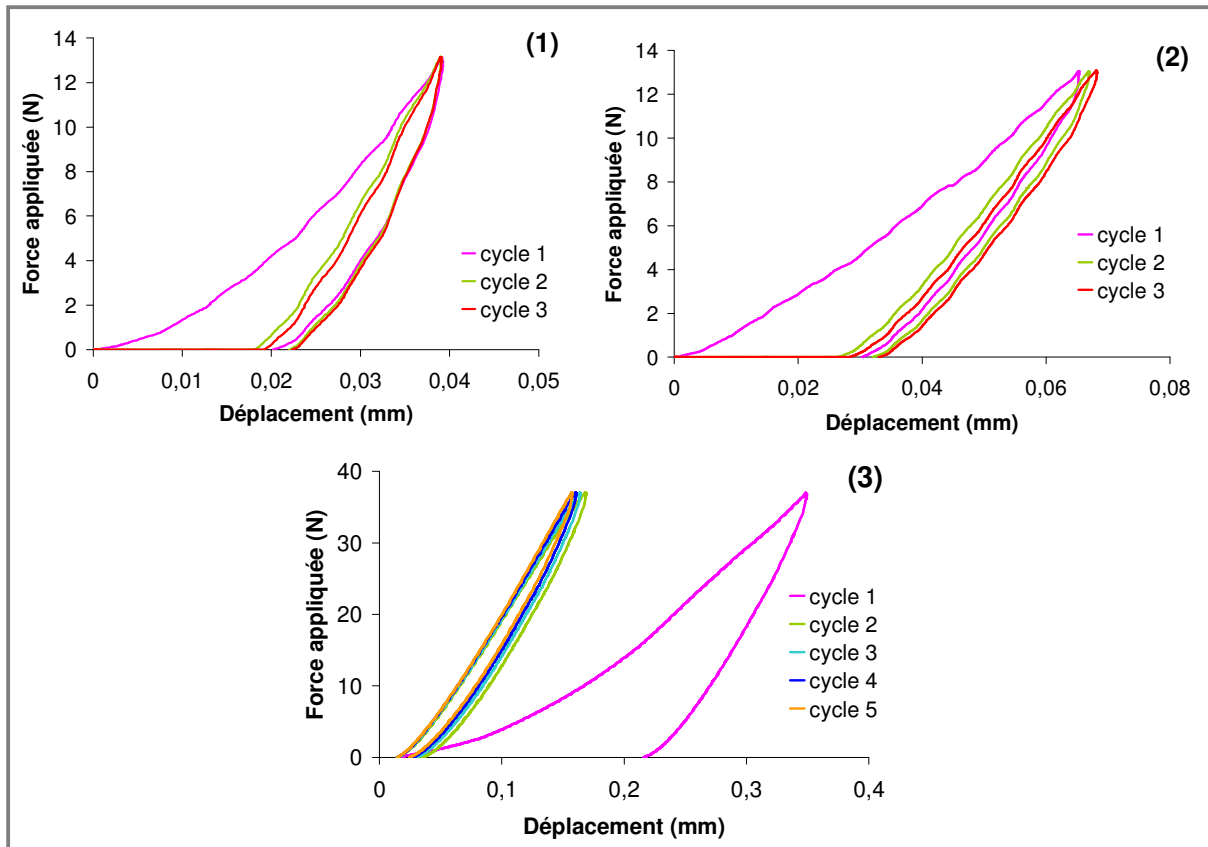 (1)
14
12
10
8
6
4
2
0
Force appliquée (N)
cycle 1
cycle 2
cycle 3
0 0,01 0,02 0,03 0,04 0,05
Déplacement (mm)
(2)
14
12
10
8
6
4
2
0
Force appliquée (N)
cycle 1
cycle 2
cycle 3
0 0,02 0,04 0,06 0,08
Déplacement (mm)
(3)
40
30
20
10
0
Force appliquée (N)
cycle 1
cycle 2
cycle 3
cycle 4
cycle 5
0 0,1 0,2 0,3 0,4
Déplacement (mm)